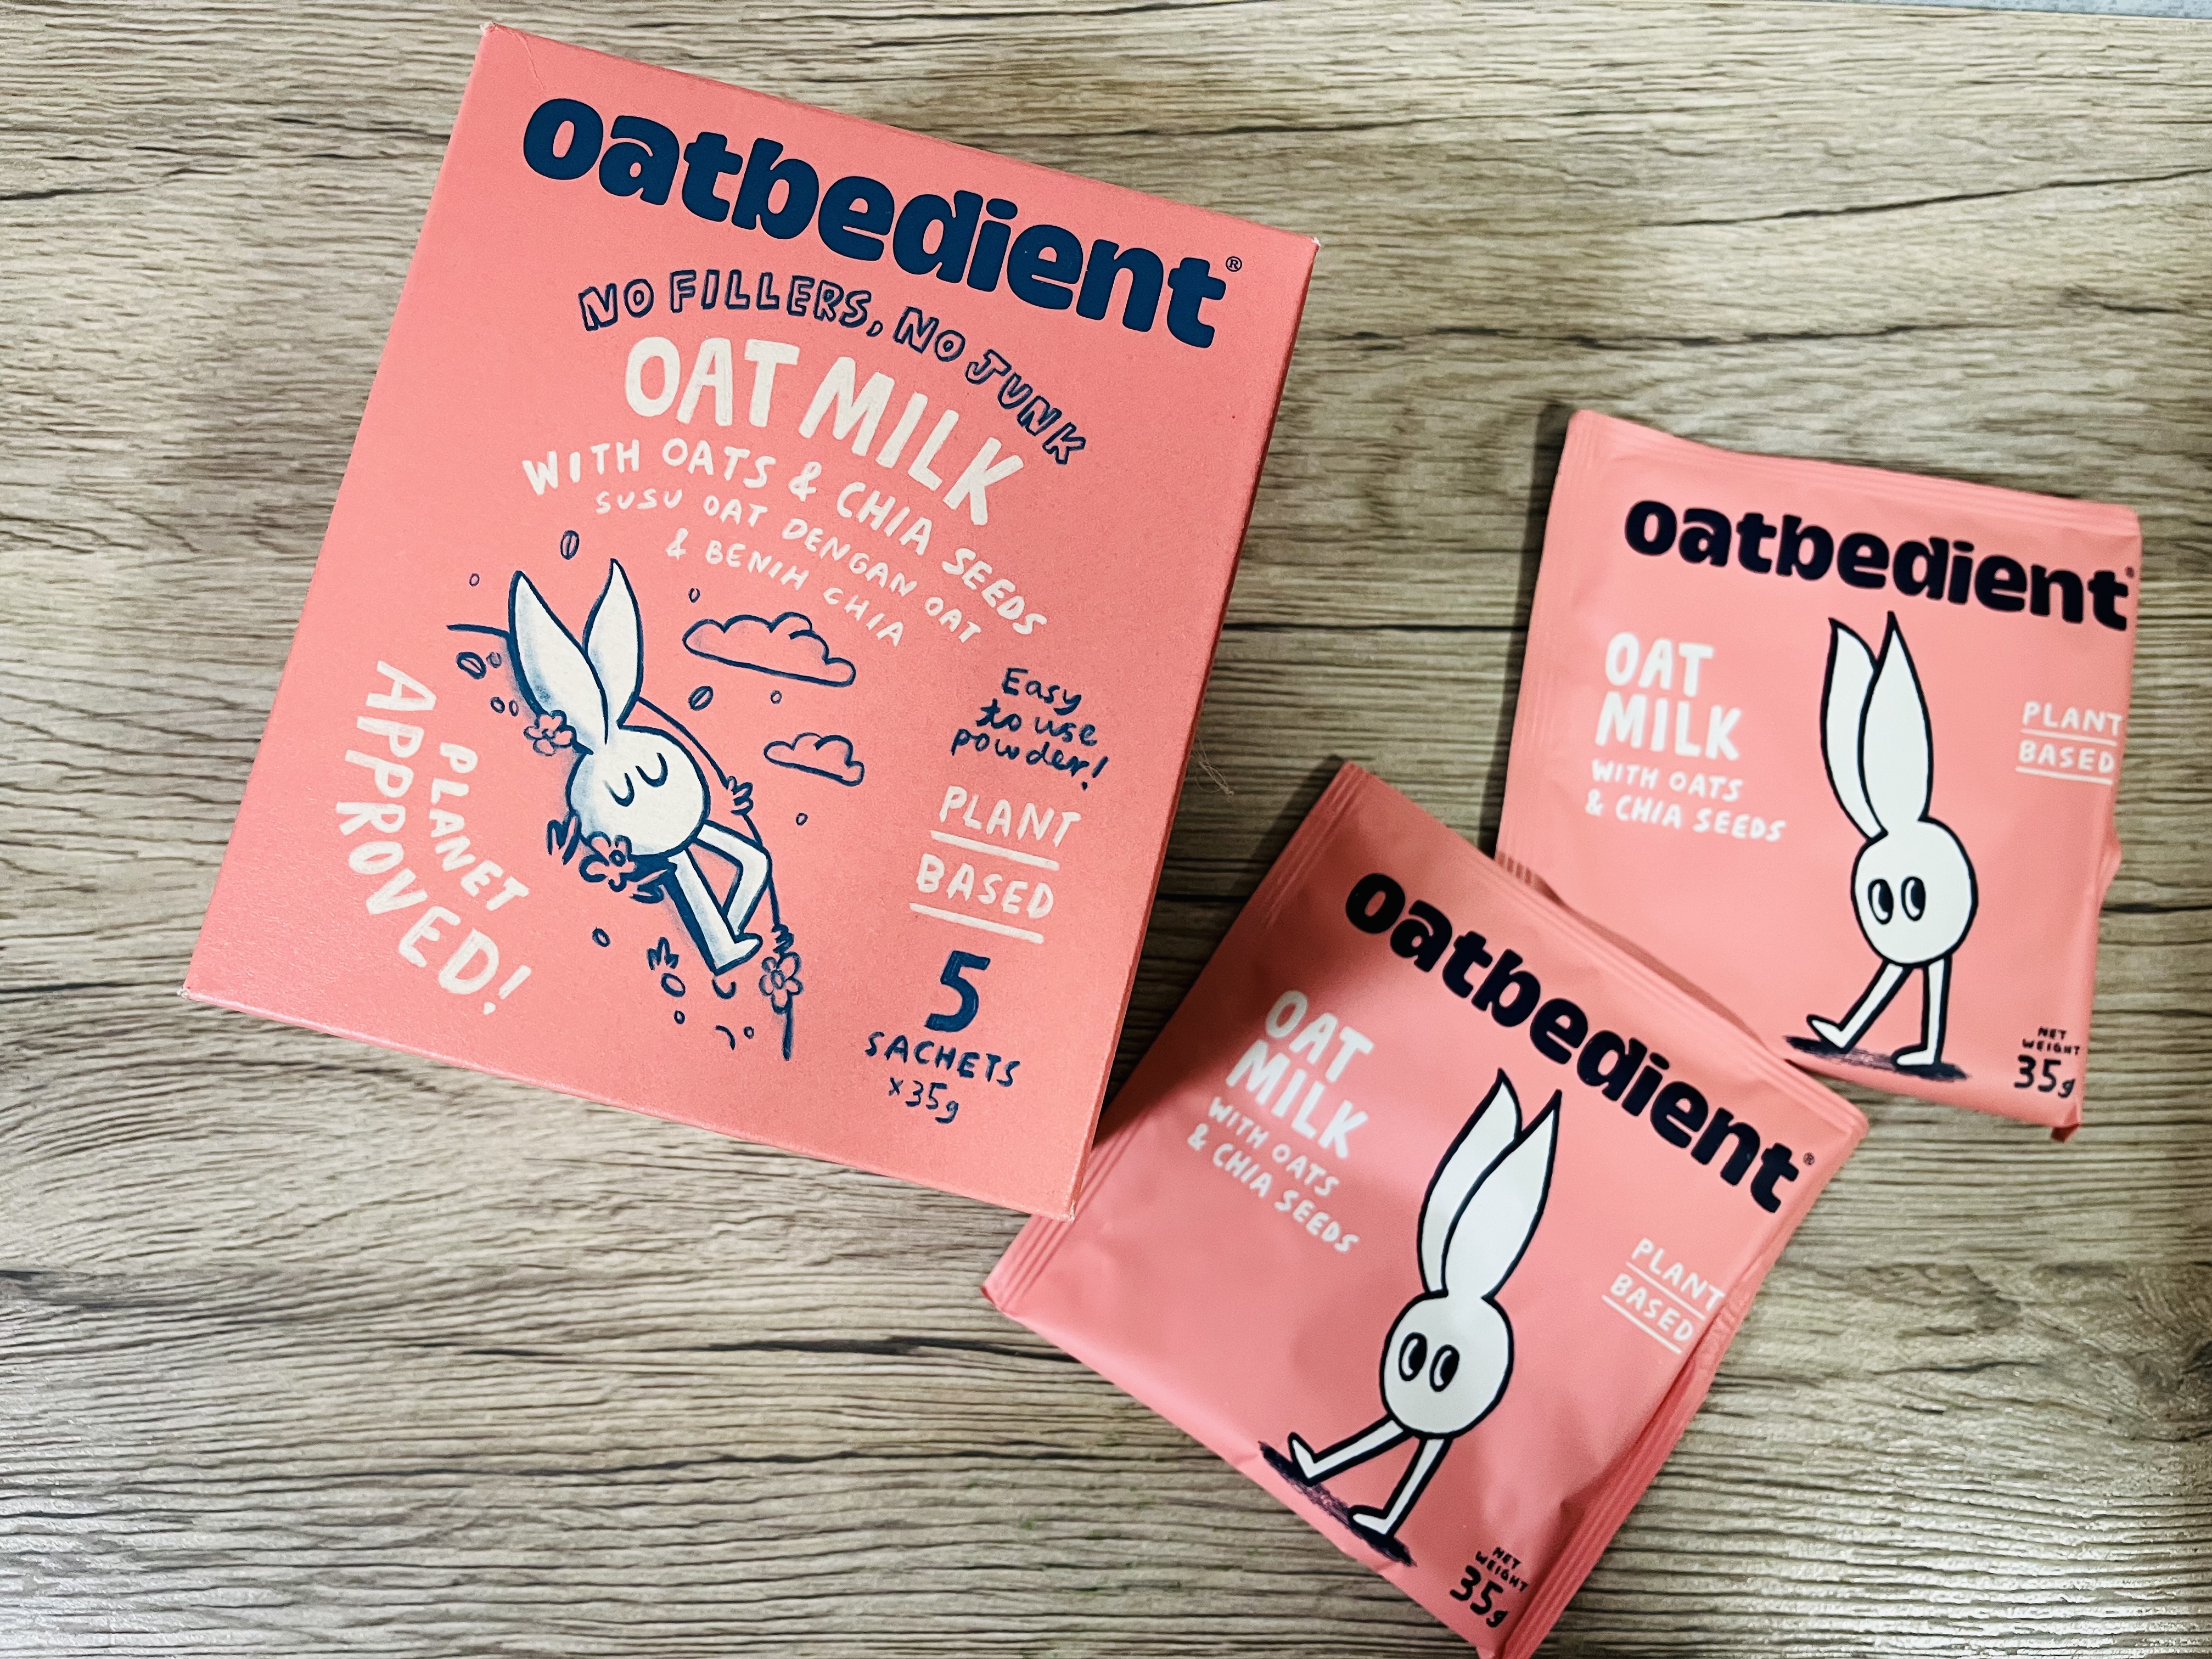 oatbedient®
NO FILLERS, NO JUNK
OAT MILK
WITH OATS & CHIA SEEDS
SUSU OAT DENGAN OAT
& BENIH CHIA
Easy
to use
powder!
PLANT
BASED
PLANET
APPROVED!
5
SACHETS
x35g
oatbedient®
OAT
MILK
WITH OATS
& CHIA SEEDS
PLANT
BASED
NET
WEIGHT
35g
oatbedient®
OAT
MILK
WITH OATS
& CHIA SEEDS
PLANT
BASED
NET
WEIGHT
35g